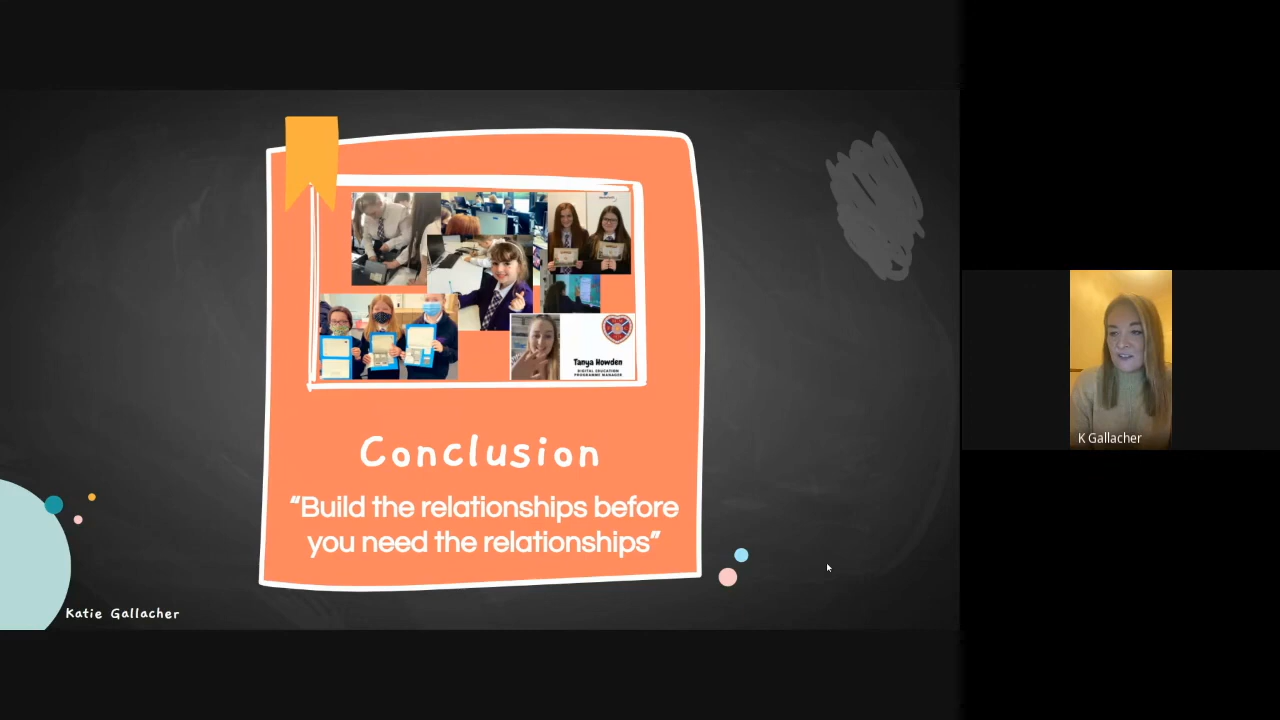 Tanya Howden
DIGITAL EDUCATION
PROGRAMME MANAGER
Conclusion
“Build the relationships before
you need the relationships”
Katie Gallacher
K Gallacher